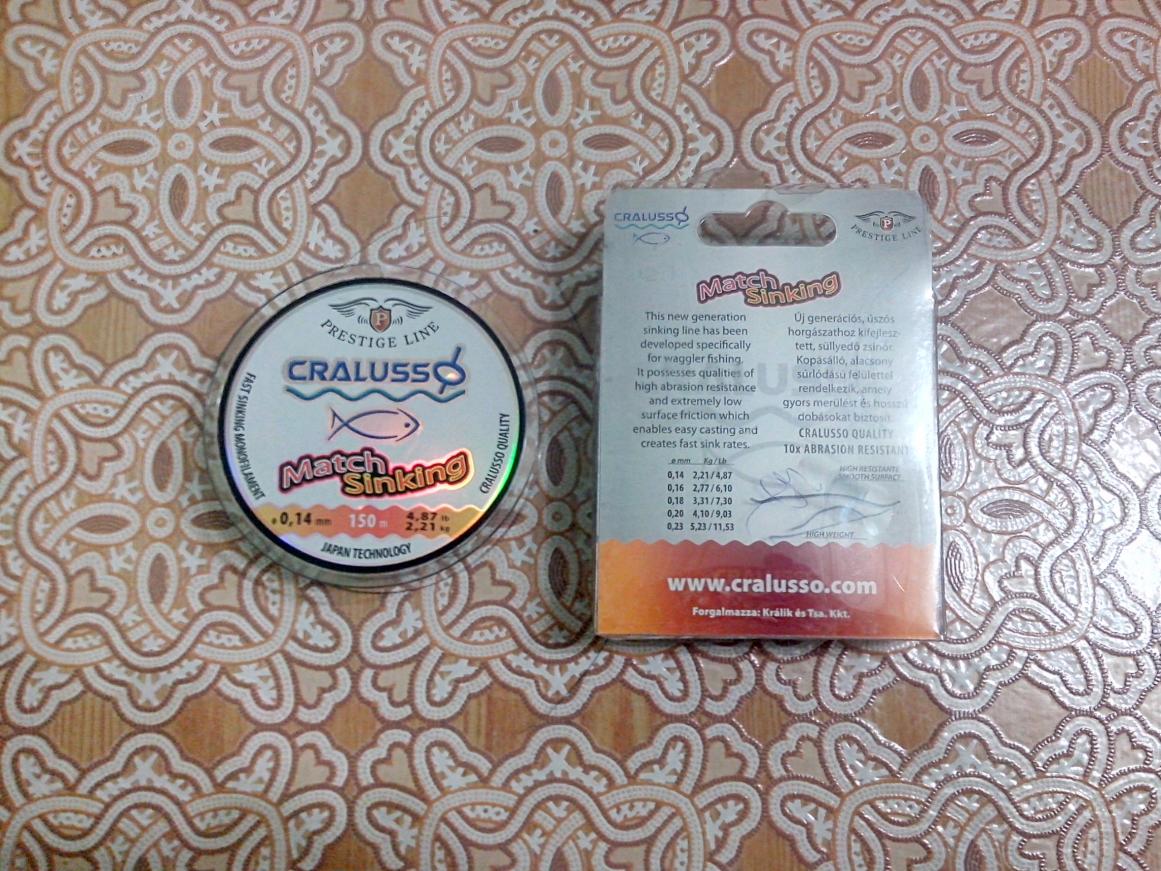 PRESTIGE LINE
CRALUSSO
FAST SINKING MONOFILAMENT
CRALUSSO QUALITY
Match
Sinking
ø 0,14 mm 150 m 4,87 lb
2,21 kg
JAPAN TECHNOLOGY
CRALUSSO
PRESTIGE LINE
Match
Sinking
This new generation
sinking line has been
developed specifically
for waggler fishing.
It possesses qualities of
high abrasion resistance
and extremely low
surface friction which
enables easy casting and
creates fast sink rates.
Új generációs, úszós
horgászathoz kifejlesz-
tett, süllyedő zsinór.
Kopásálló, alacsony
súrlódású felülettel
rendelkezik, amely
gyors merülést és hosszú
dobásokat biztosít.
CRALUSSO QUALITY
10x ABRASION RESISTANT
ø mm Kg / Lb
0,14 2,21 / 4,87
0,16 2,77 / 6,10
0,18 3,31 / 7,30
0,20 4,10 / 9,03
0,23 5,23 / 11,53
HIGH RESISTANTE
SMOOTH SURFACE
HIGH WEIGHT
www.cralusso.com
Forgalmazza: Králik és Tsa. Kkt.